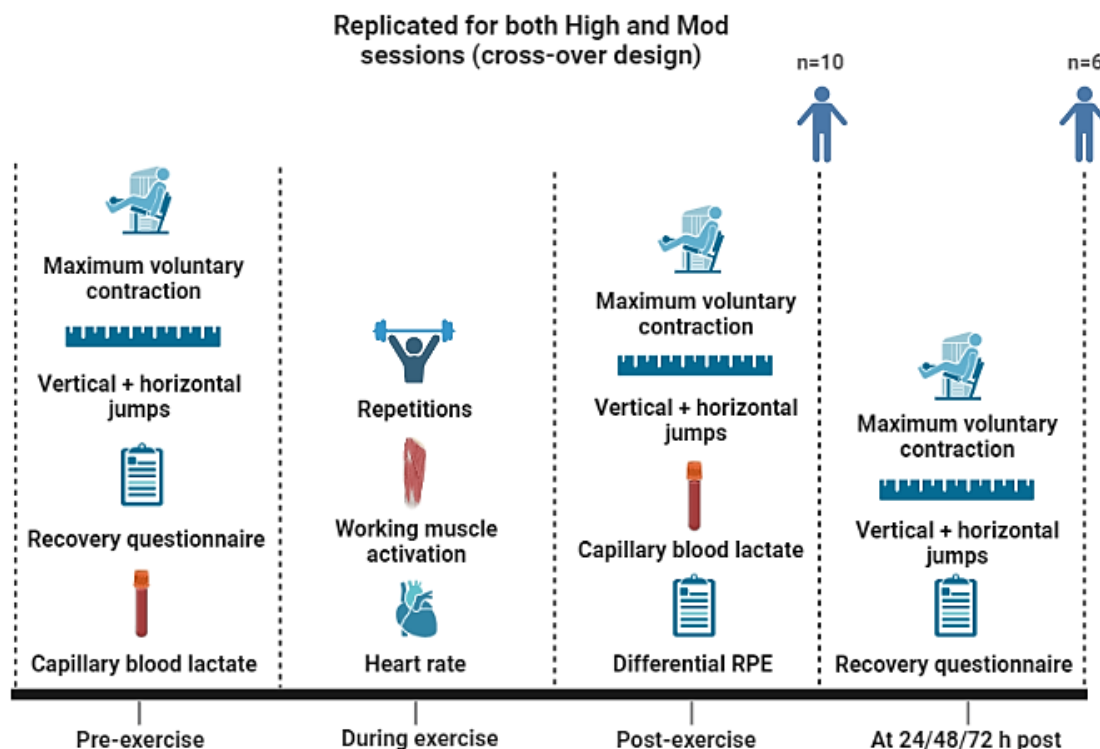 Replicated for both High and Mod
sessions (cross-over design)
n=10
n=6
Maximum voluntary
contraction
Vertical + horizontal
jumps
Recovery questionnaire
Capillary blood lactate
Repetitions
Working muscle
activation
Heart rate
Maximum voluntary
contraction
Vertical + horizontal
jumps
Capillary blood lactate
Differential RPE
Maximum voluntary
contraction
Vertical + horizontal
jumps
Recovery questionnaire
Pre-exercise
During exercise
Post-exercise
At 24/48/72 h post